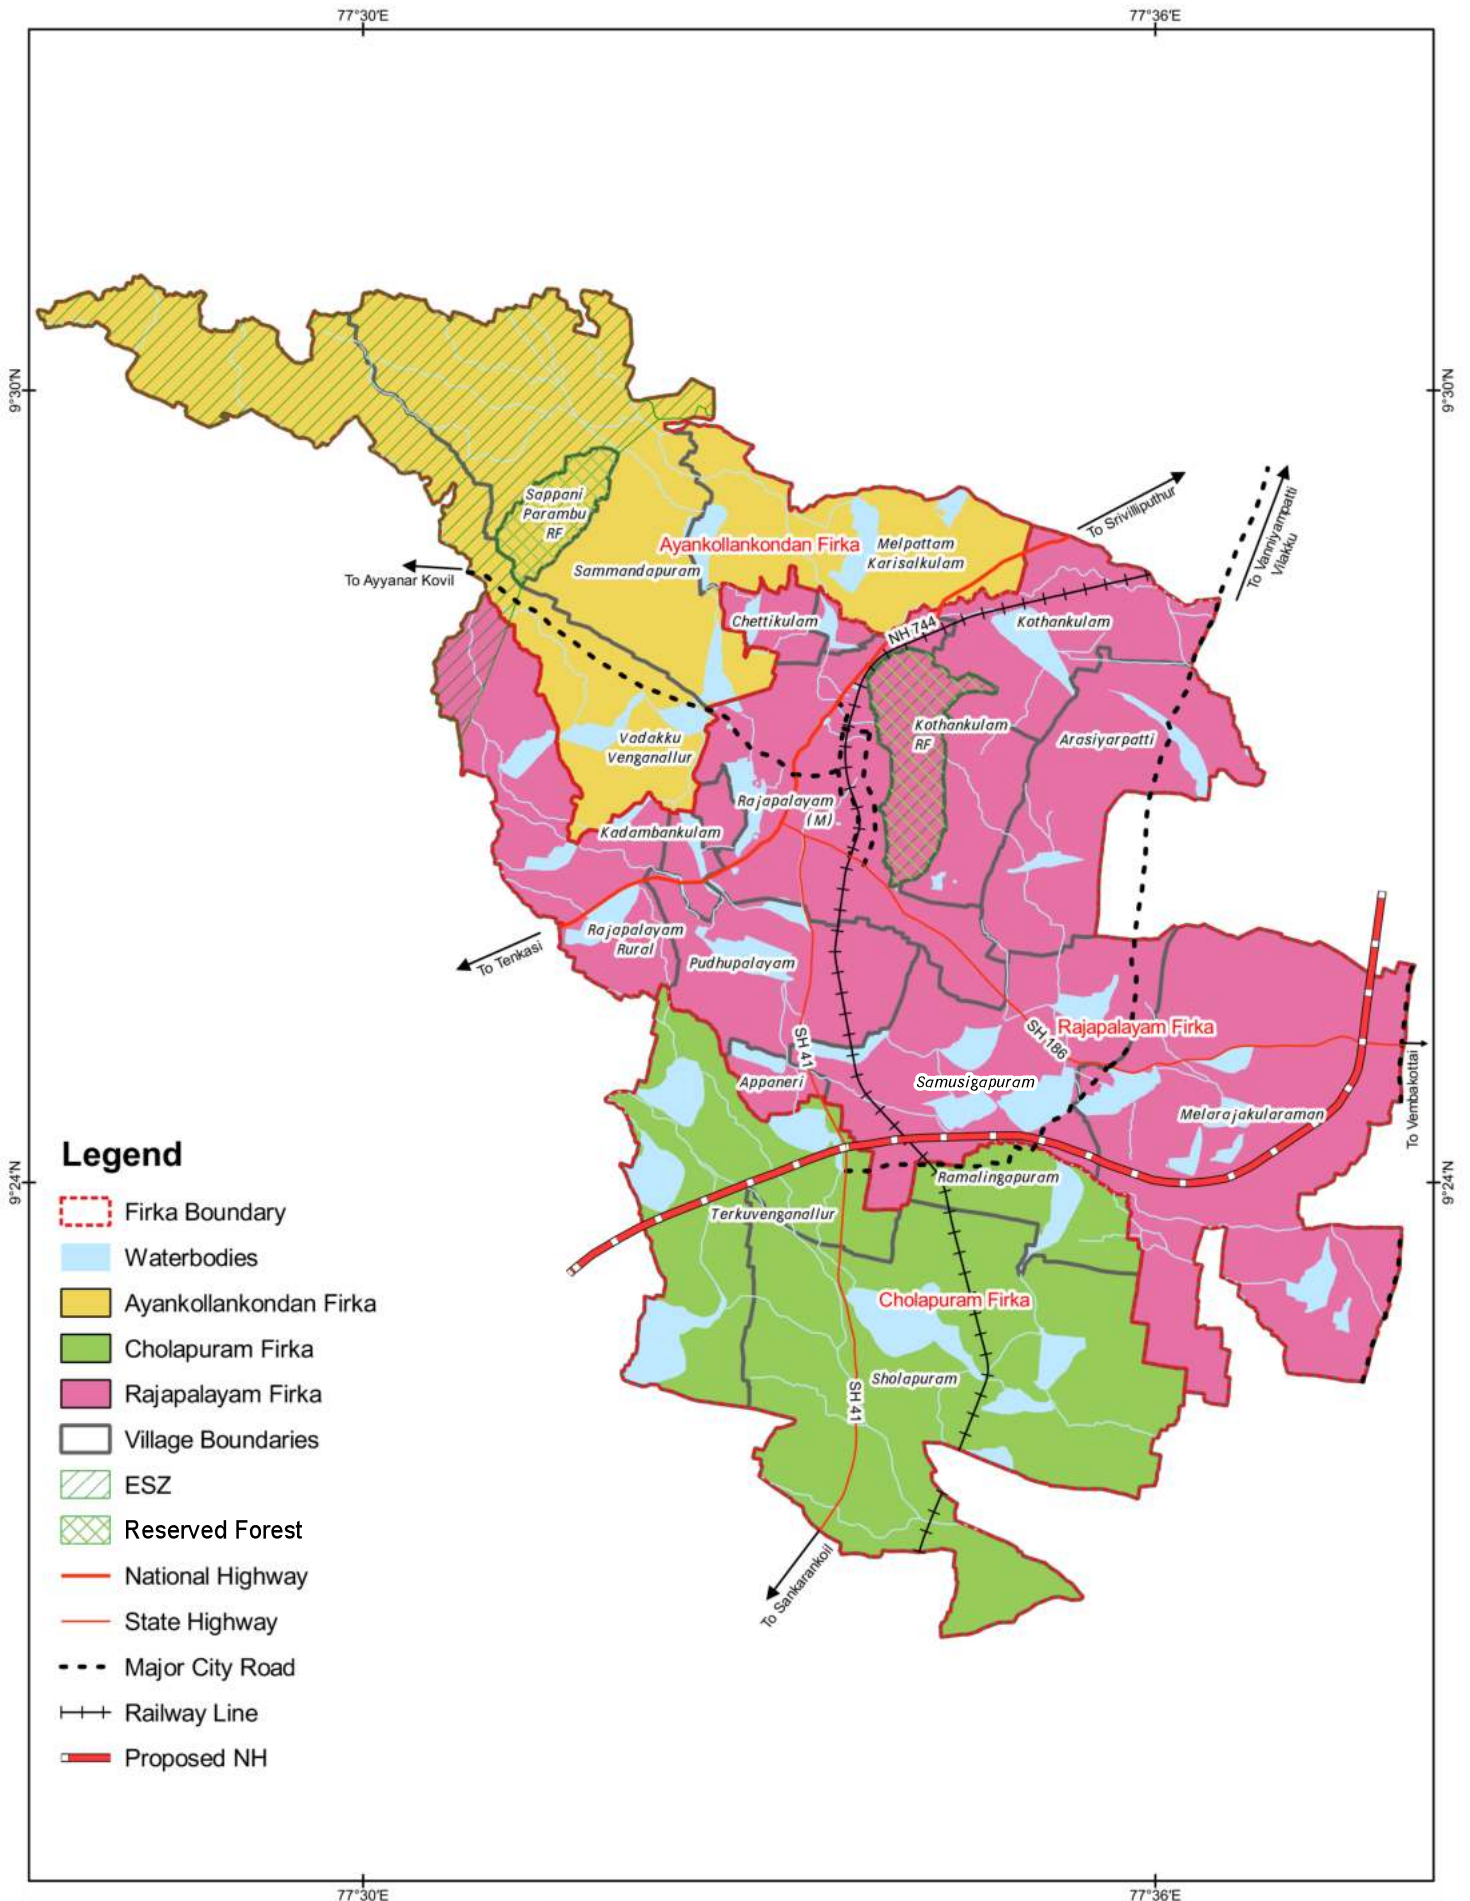 77°30'E
77°36'E
9°30'N
9°30'N
Sappani
Parambu
RF
To Srivilliputhur
To Vanniyampatti
Vilakku
Ayankollankondan Firka
Melpattam
Karisalkulam
Sammandapuram
To Ayyanar Kovil
Chettikulam
NH 744
Kothankulam
Vadakku
Venganallur
Kothankulam
RF
Arasiyarpatti
Rajapalayam
(M)
Kadambankulam
Rajapalayam
Rural
To Tenkasi
Pudhupalayam
SH 41
SH 186
Rajapalayam Firka
Appaneri
Samusigapuram
Melarajakularaman
To Vembakottai
9°24'N
9°24'N
Ramalingapuram
Terkuvenganallur
Cholapuram Firka
Sholapuram
SH 41
To Sankarankoil
Legend
Firka Boundary
Waterbodies
Ayankollankondan Firka
Cholapuram Firka
Rajapalayam Firka
Village Boundaries
ESZ
Reserved Forest
National Highway
State Highway
Major City Road
Railway Line
Proposed NH
77°30'E
77°36'E